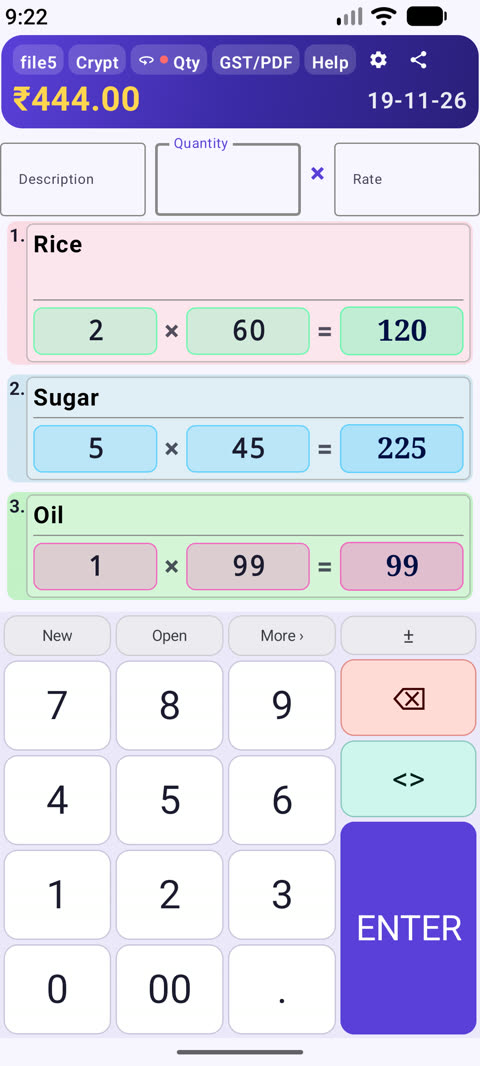 9:22
file5 Crypt Qty GST/PDF Help
₹444.00 19-11-26
Quantity
Description × Rate
1. Rice
2 × 60 = 120
2. Sugar
5 × 45 = 225
3. Oil
1 × 99 = 99
New Open More › ±
7 8 9
4 5 6 <>
1 2 3 ENTER
0 00 .